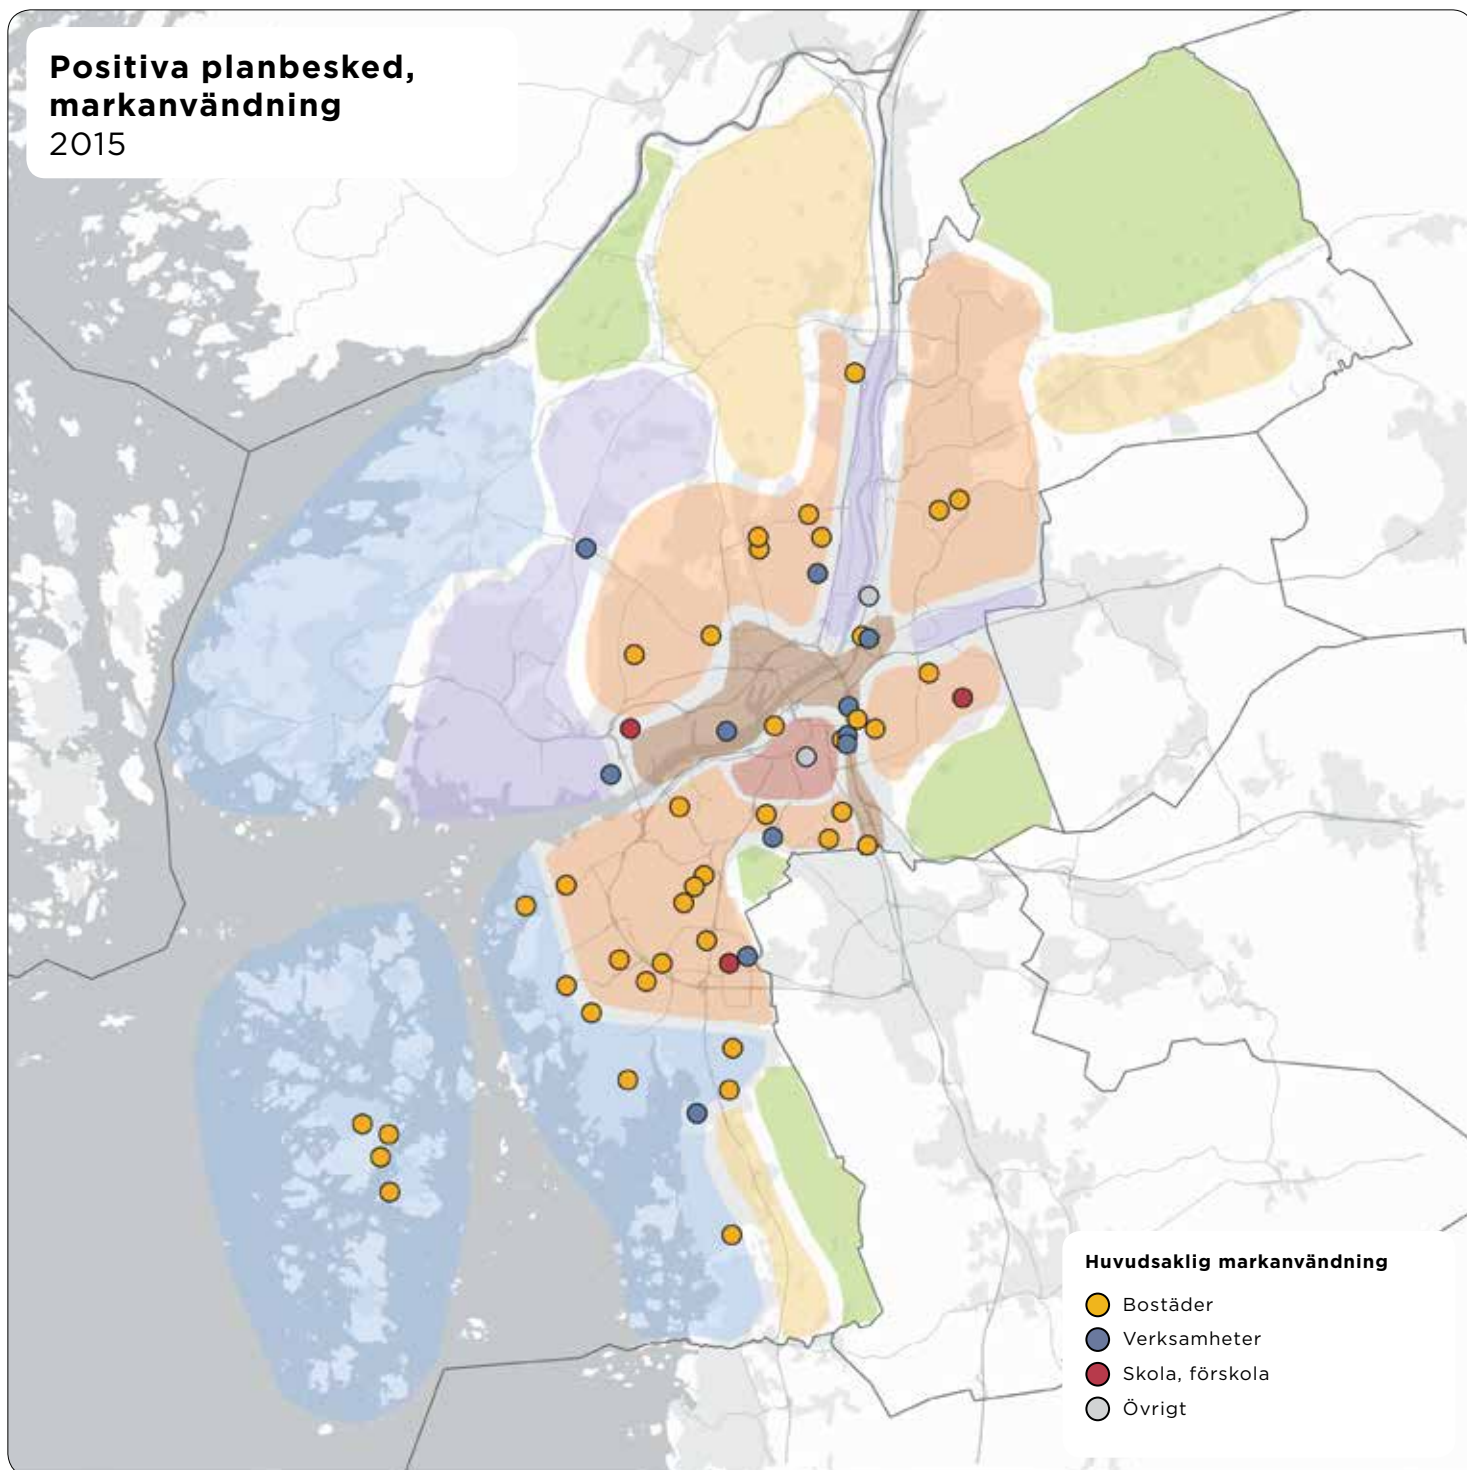 Positiva planbesked,
markanvändning
2015
Huvudsaklig markanvändning
Bostäder
Verksamheter
Skola, förskola
Övrigt